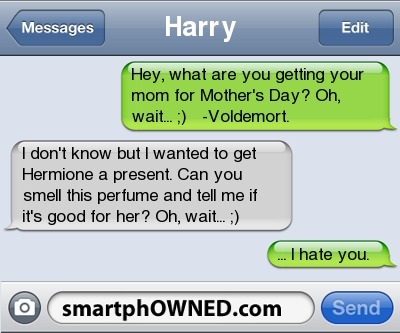 Messages Harry Edit
Hey, what are you getting your
mom for Mother's Day? Oh,
wait... ;) -Voldemort.
I don't know but I wanted to get
Hermione a present. Can you
smell this perfume and tell me if
it's good for her? Oh, wait... ;)
... I hate you.
smartphOWNED.com Send